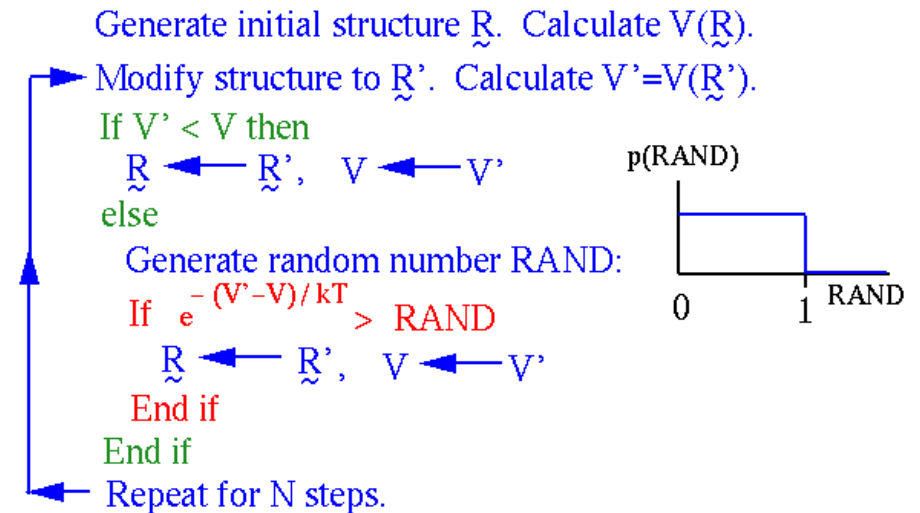 Generate initial structure R̰. Calculate V(R̰).
Modify structure to R̰’. Calculate V’=V(R̰’).
If V’ < V then
R̰ ← R̰’, V ← V’
else
Generate random number RAND:
If e^{– (V’–V) / kT} > RAND
R̰ ← R̰’, V ← V’
End if
End if
Repeat for N steps.
p(RAND)
0 1 RAND